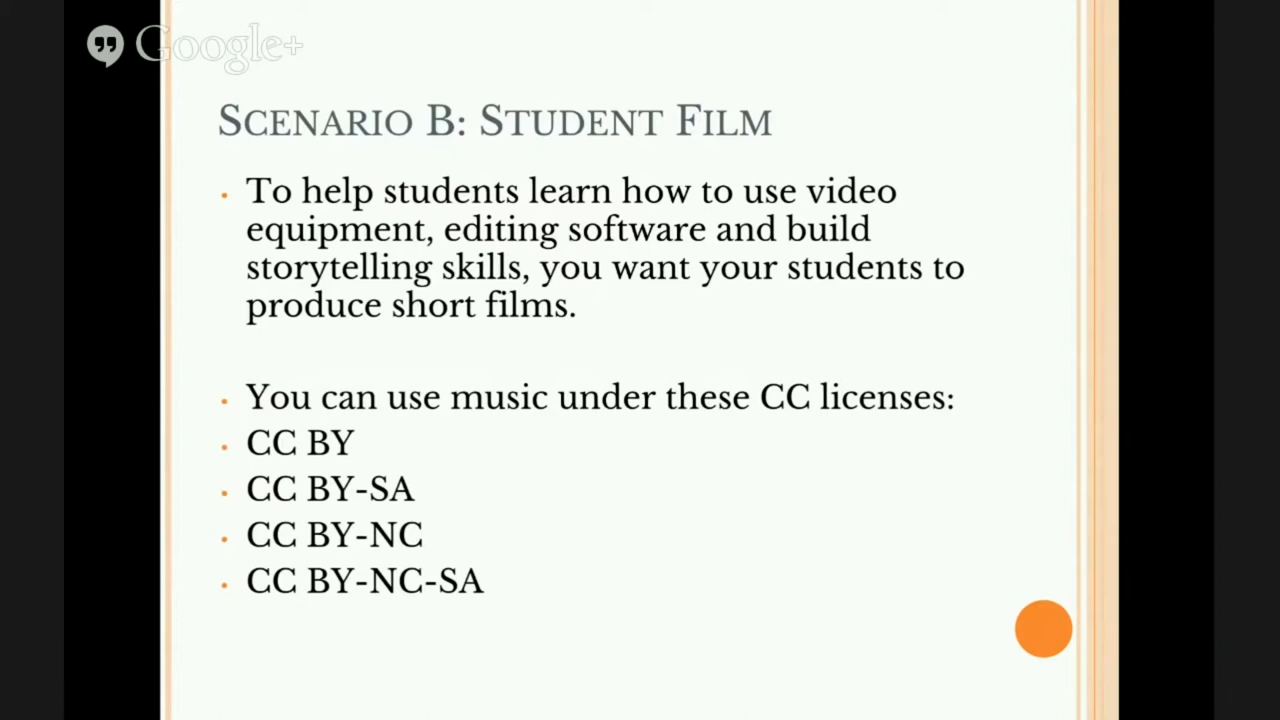 Google+
SCENARIO B: STUDENT FILM
• To help students learn how to use video
equipment, editing software and build
storytelling skills, you want your students to
produce short films.
• You can use music under these CC licenses:
• CC BY
• CC BY-SA
• CC BY-NC
• CC BY-NC-SA